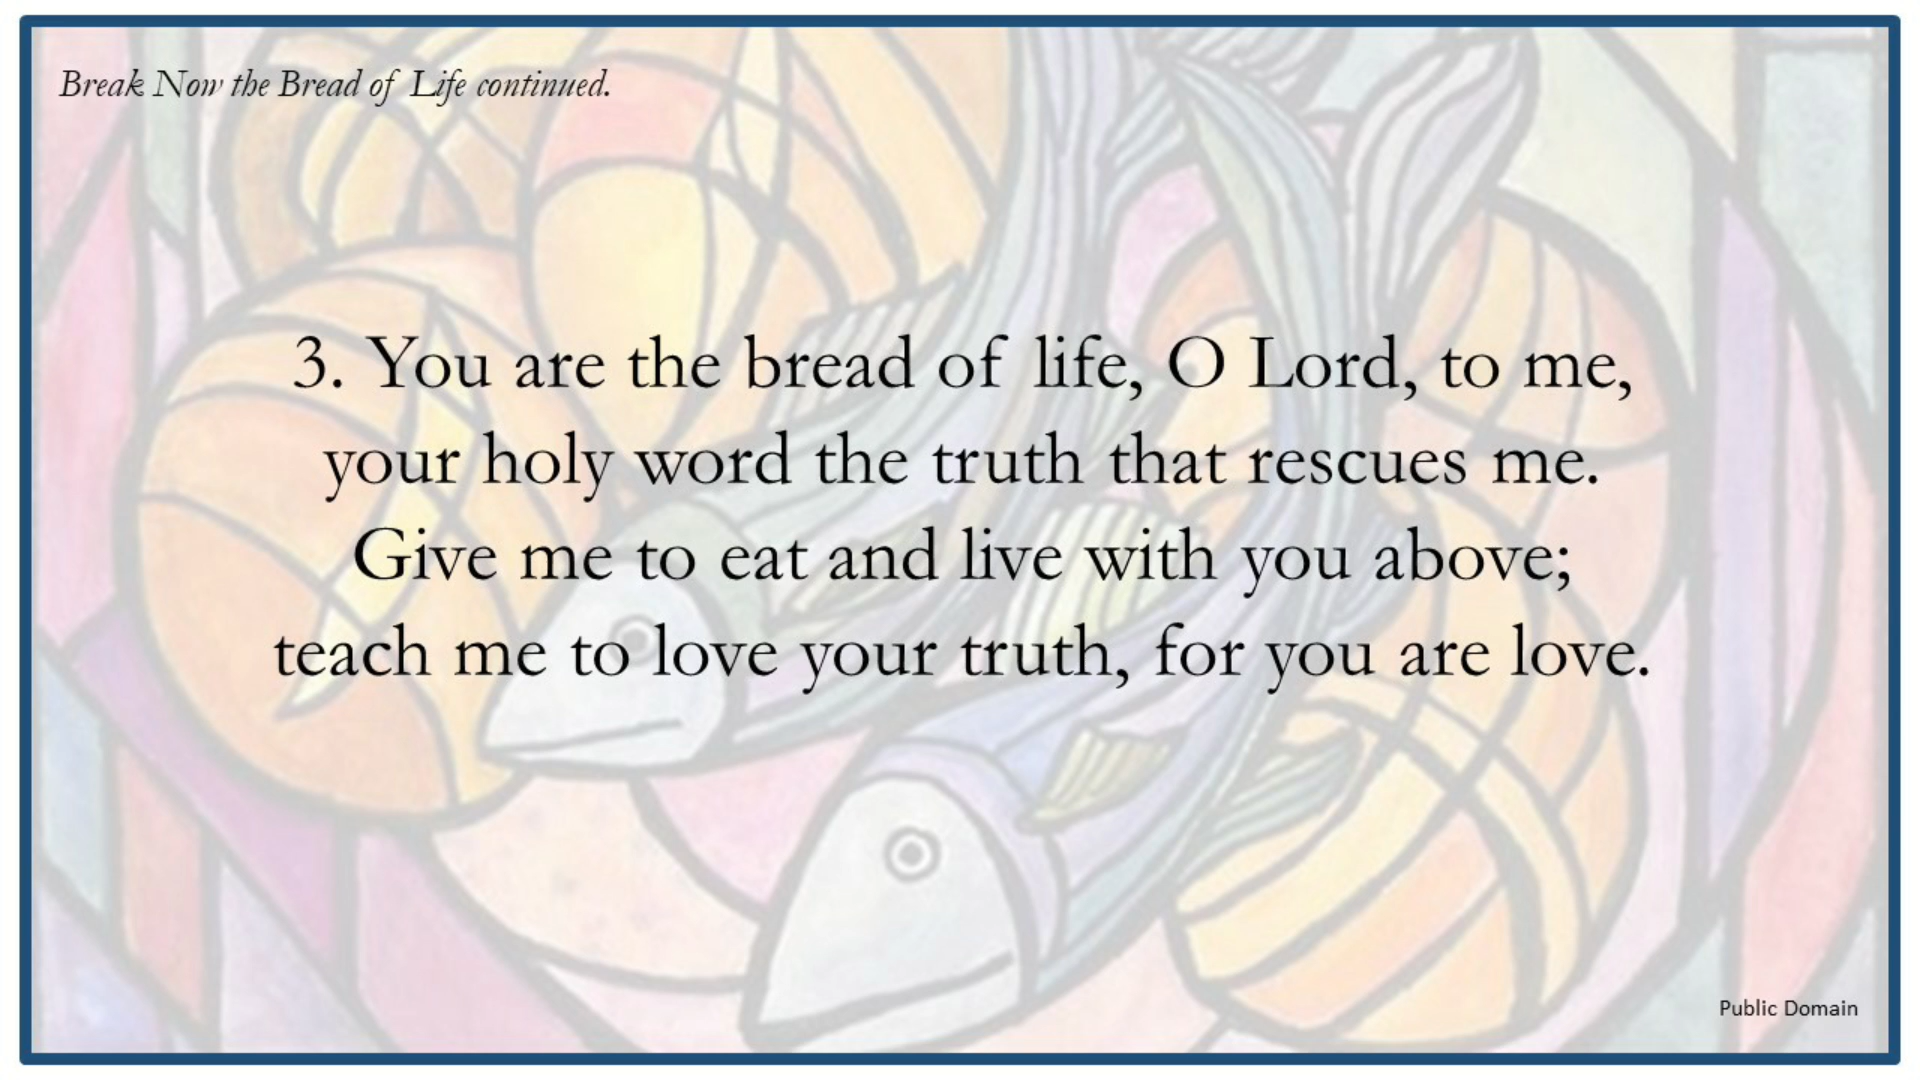 Break Now the Bread of Life continued.
3. You are the bread of life, O Lord, to me,
your holy word the truth that rescues me.
Give me to eat and live with you above;
teach me to love your truth, for you are love.
Public Domain